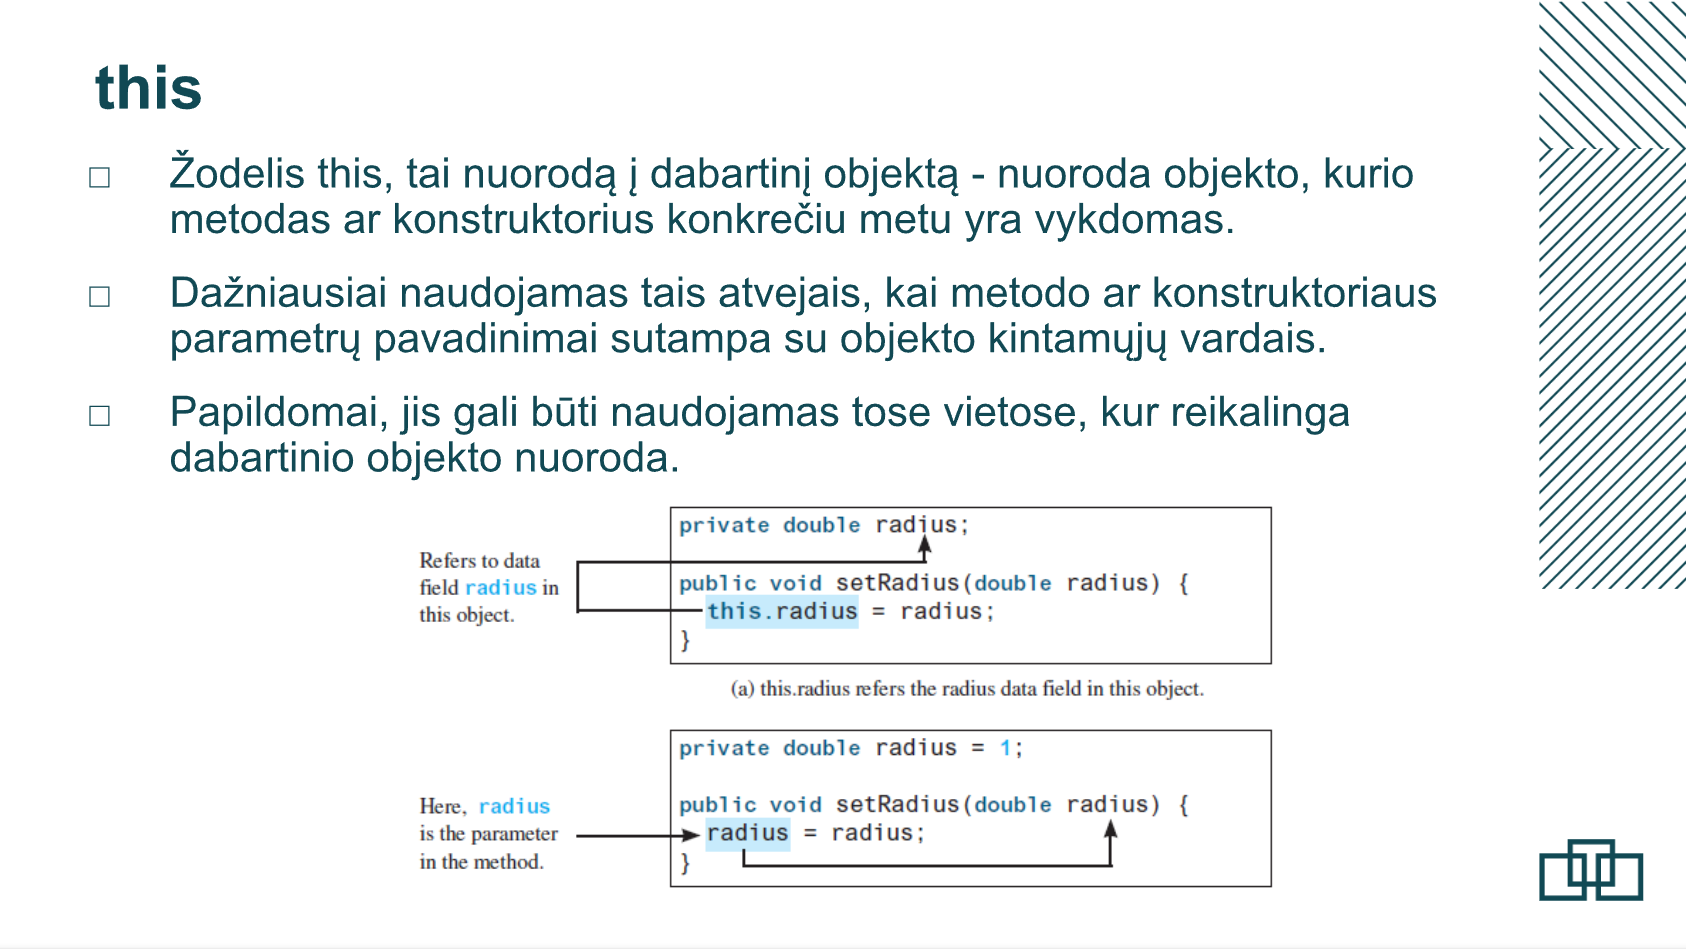 this
Žodelis this, tai nuorodą į dabartinį objektą - nuoroda objekto, kurio
metodas ar konstruktorius konkrečiu metu yra vykdomas.
Dažniausiai naudojamas tais atvejais, kai metodo ar konstruktoriaus
parametrų pavadinimai sutampa su objekto kintamųjų vardais.
Papildomai, jis gali būti naudojamas tose vietose, kur reikalinga
dabartinio objekto nuoroda.
Refers to data
field radius in
this object.
private double radius;
public void setRadius(double radius) {
this.radius = radius;
}
(a) this.radius refers the radius data field in this object.
Here, radius
is the parameter
in the method.
private double radius = 1;
public void setRadius(double radius) {
radius = radius;
}